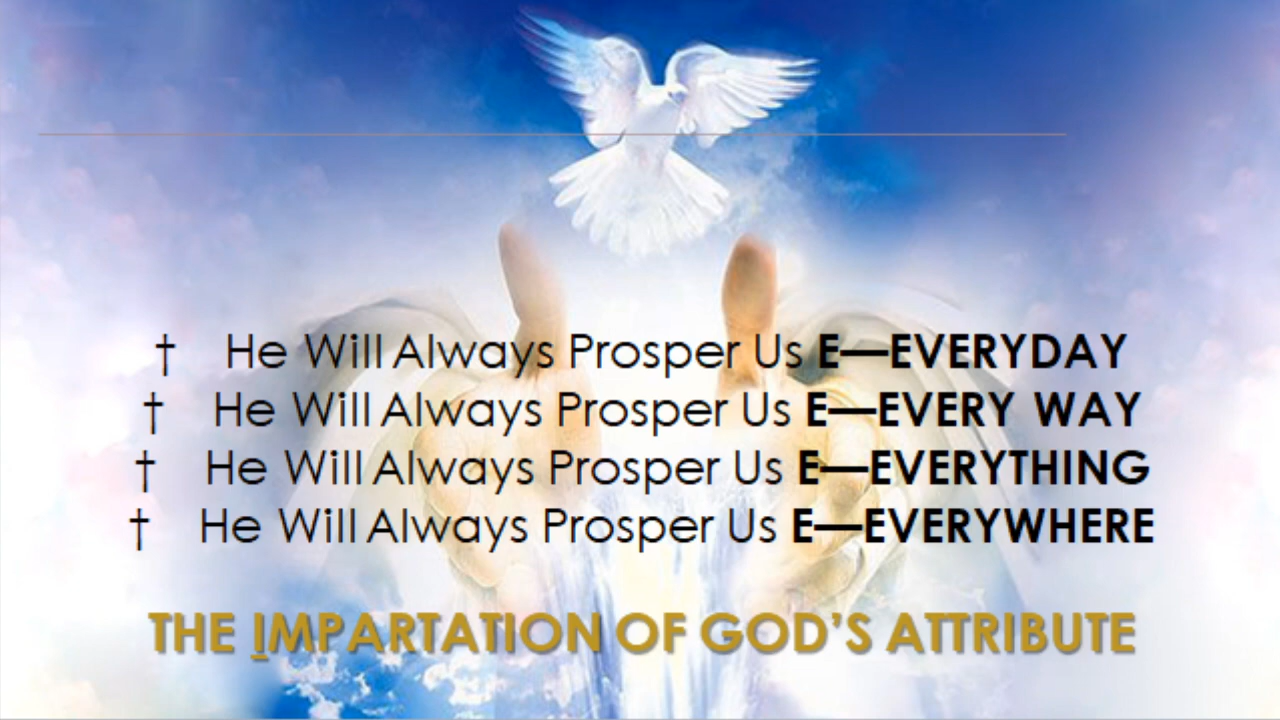 † He Will Always Prosper Us E—EVERYDAY
† He Will Always Prosper Us E—EVERY WAY
† He Will Always Prosper Us E—EVERYTHING
† He Will Always Prosper Us E—EVERYWHERE
THE IMPARTATION OF GOD’S ATTRIBUTE